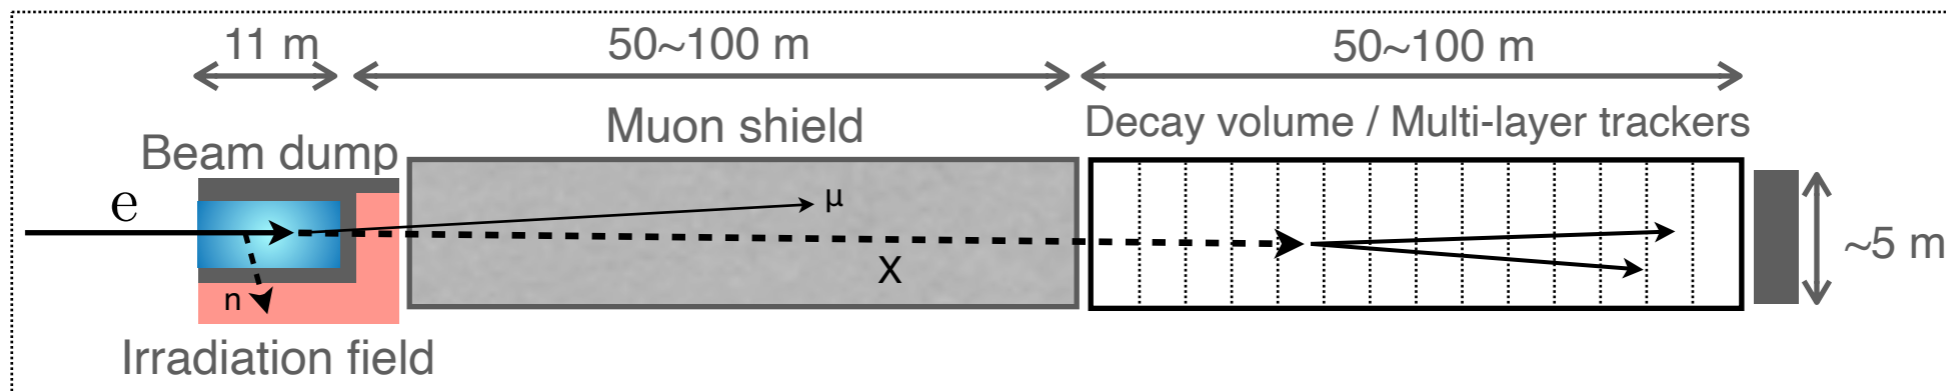 11 m
50~100 m
50~100 m
Beam dump
Muon shield
Decay volume / Multi-layer trackers
e
μ
X
n
~5 m
Irradiation field